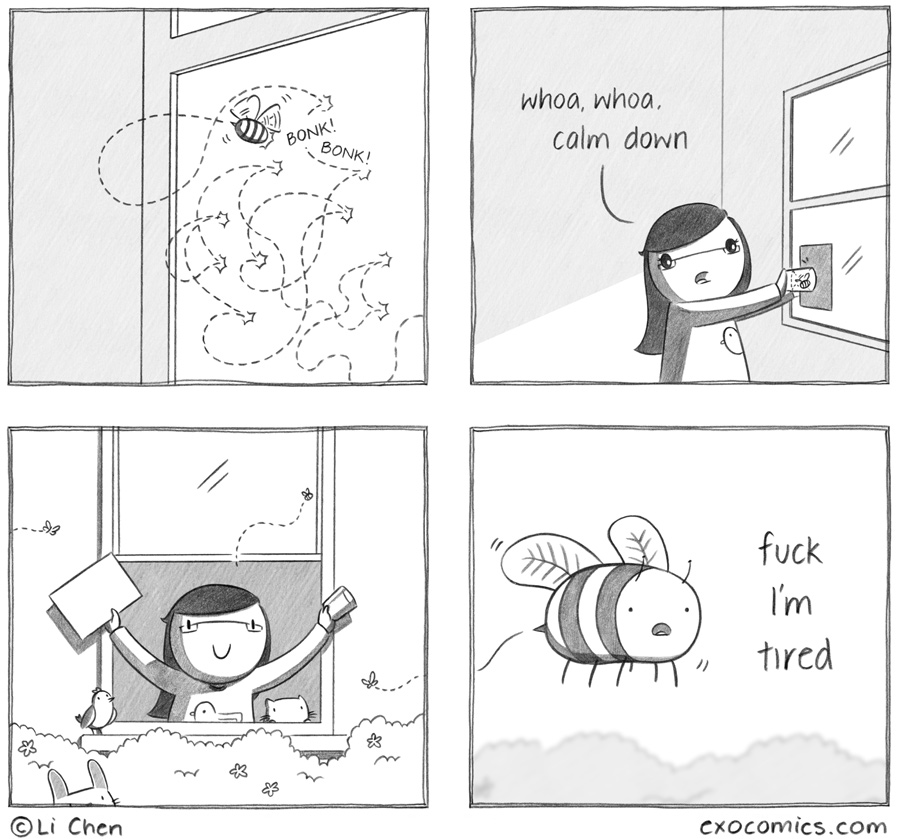 BONK!
BONK!
whoa, whoa,
calm down
fuck
I'm
tired
©Li Chen
exocomics.com